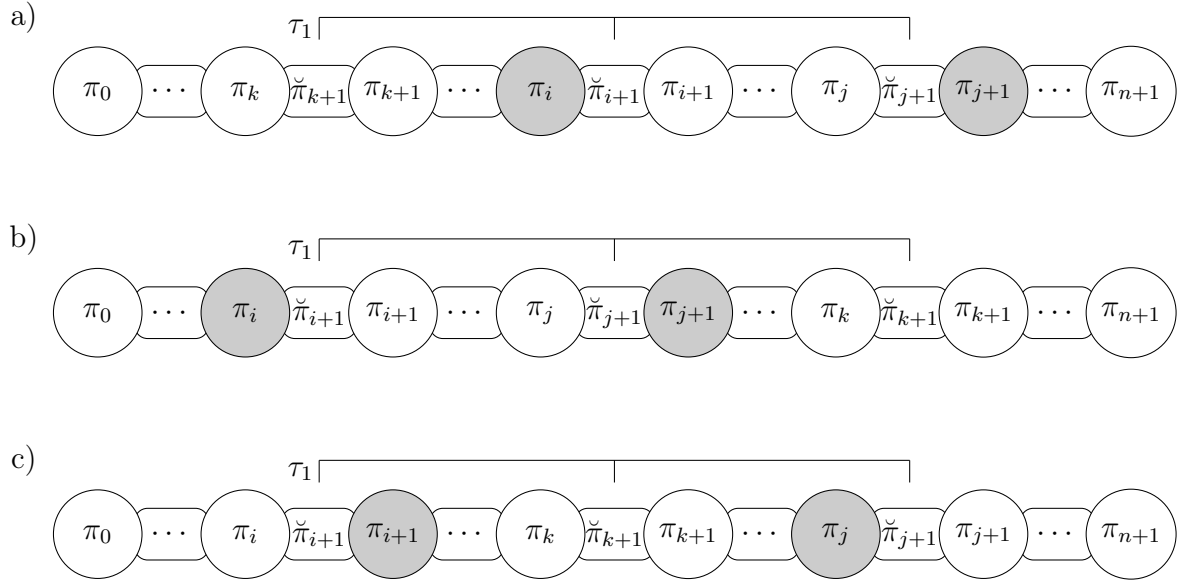 a)
τ₁
π₀ ⋯ πₖ π̆ₖ₊₁ πₖ₊₁ ⋯ πᵢ π̆ᵢ₊₁ πᵢ₊₁ ⋯ πⱼ π̆ⱼ₊₁ πⱼ₊₁ ⋯ πₙ₊₁
b)
τ₁
π₀ ⋯ πᵢ π̆ᵢ₊₁ πᵢ₊₁ ⋯ πⱼ π̆ⱼ₊₁ πⱼ₊₁ ⋯ πₖ π̆ₖ₊₁ πₖ₊₁ ⋯ πₙ₊₁
c)
τ₁
π₀ ⋯ πᵢ π̆ᵢ₊₁ πᵢ₊₁ ⋯ πₖ π̆ₖ₊₁ πₖ₊₁ ⋯ πⱼ π̆ⱼ₊₁ πⱼ₊₁ ⋯ πₙ₊₁